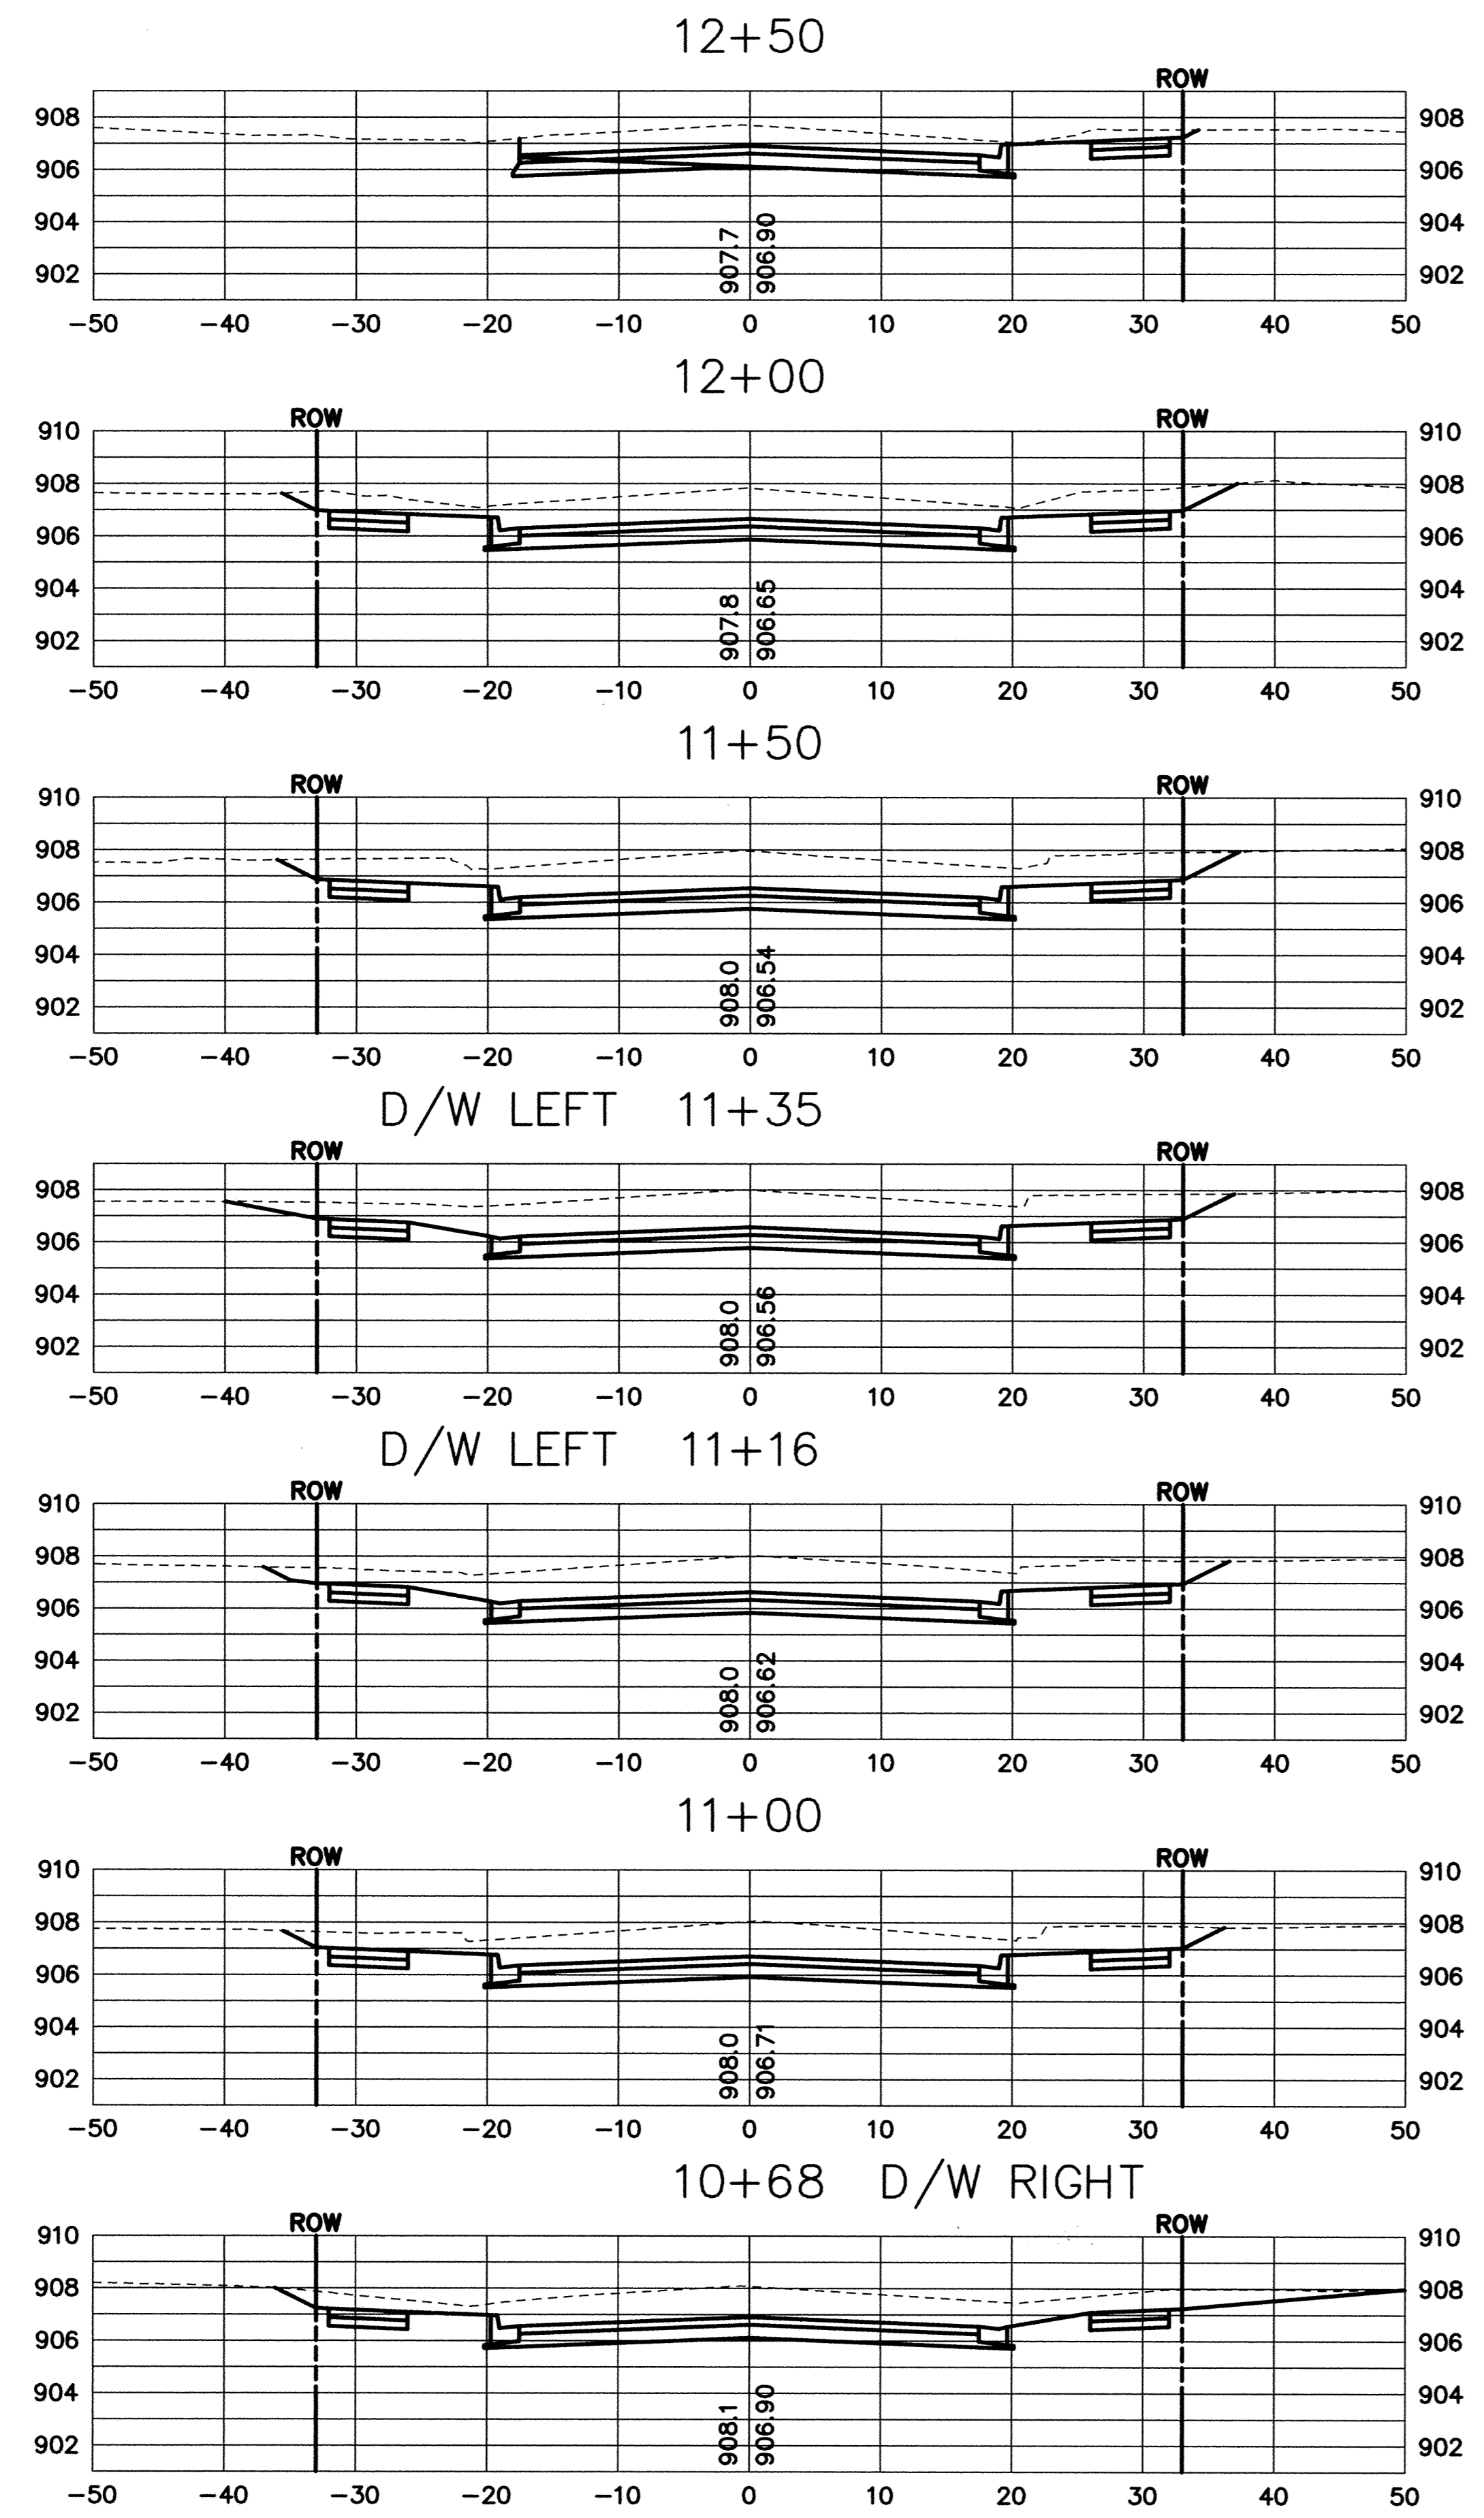 12+50
ROW
908 908
906 906
904 904
907.7 906.90
902 902
−50 −40 −30 −20 −10 0 10 20 30 40 50
12+00
ROW ROW
910 910
908 908
906 906
904 904
907.8 906.65
902 902
−50 −40 −30 −20 −10 0 10 20 30 40 50
11+50
ROW ROW
910 910
908 908
906 906
904 904
908.0 906.54
902 902
−50 −40 −30 −20 −10 0 10 20 30 40 50
D/W LEFT 11+35
ROW ROW
908 908
906 906
904 904
908.0 906.56
902 902
−50 −40 −30 −20 −10 0 10 20 30 40 50
D/W LEFT 11+16
ROW ROW
910 910
908 908
906 906
904 904
908.0 906.62
902 902
−50 −40 −30 −20 −10 0 10 20 30 40 50
11+00
ROW ROW
910 910
908 908
906 906
904 904
908.0 906.71
902 902
−50 −40 −30 −20 −10 0 10 20 30 40 50
10+68 D/W RIGHT
ROW ROW
910 910
908 908
906 906
904 904
908.1 906.90
902 902
−50 −40 −30 −20 −10 0 10 20 30 40 50